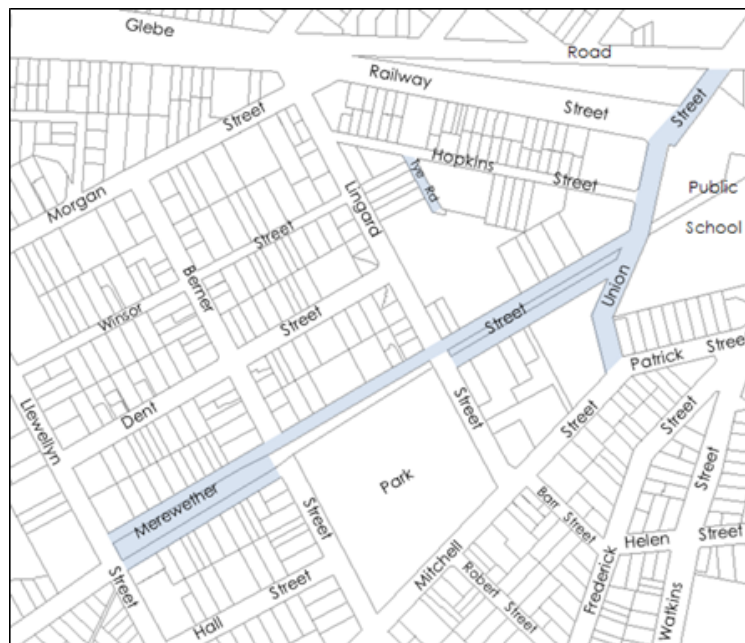 Glebe
Road
Railway
Street
Street
Street
Hopkins
Street
Tye Rd
Public
School
Morgan
Lingard
Street
Berner
Winsor
Street
Street
Union
Llewellyn
Dent
Patrick Street
Street
Street
Street
Merewether
Park
Street
Street
Barr Street
Helen Street
Mitchell
Robert Street
Frederick
Watkins
Street
Hall
Street